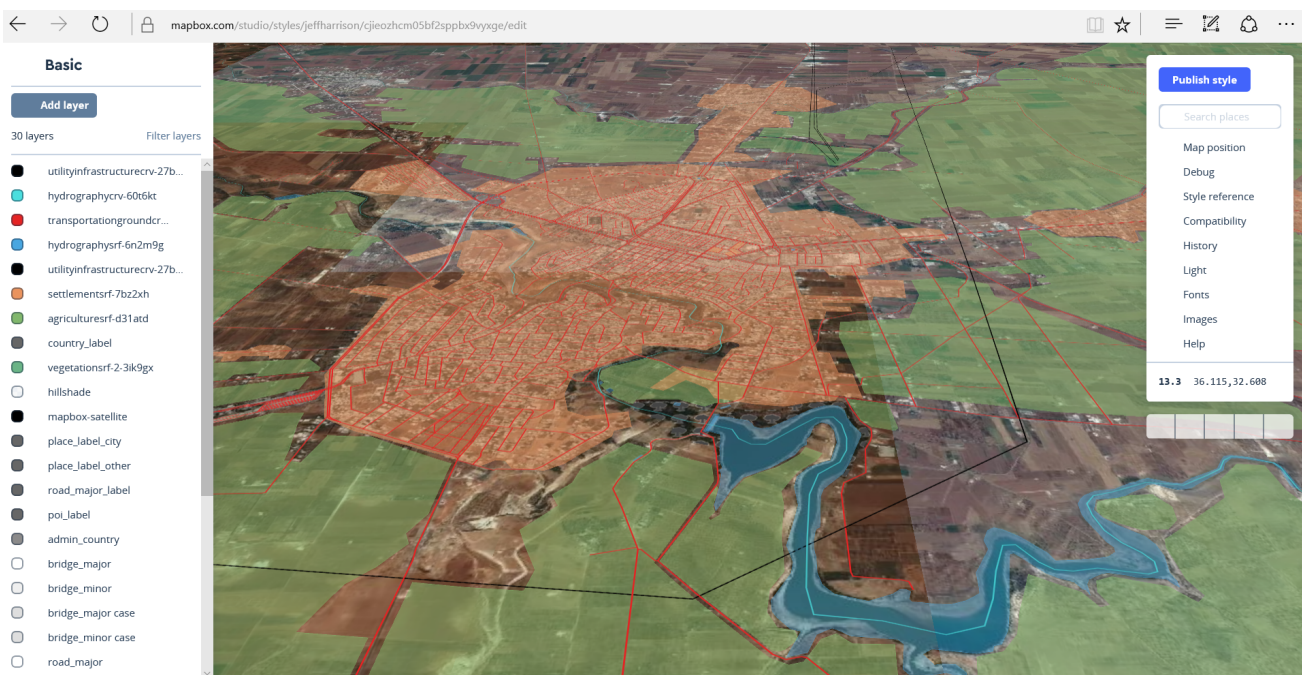 mapbox.com/studio/styles/jeffharrison/cjieozhcm05bf2sppbx9vyxge/edit
Basic
Add layer
30 layers Filter layers
utilityinfrastructurecrv-27b...
hydrographycrv-60t6kt
transportationgroundcr...
hydrographysrf-6n2m9g
utilityinfrastructurecrv-27b...
settlementsrf-7bz2xh
agriculturesrf-d31atd
country_label
vegetationsrf-2-3ik9gx
hillshade
mapbox-satellite
place_label_city
place_label_other
road_major_label
poi_label
admin_country
bridge_major
bridge_minor
bridge_major case
bridge_minor case
road_major
Publish style
Search places
Map position
Debug
Style reference
Compatibility
History
Light
Fonts
Images
Help
13.3 36.115,32.608